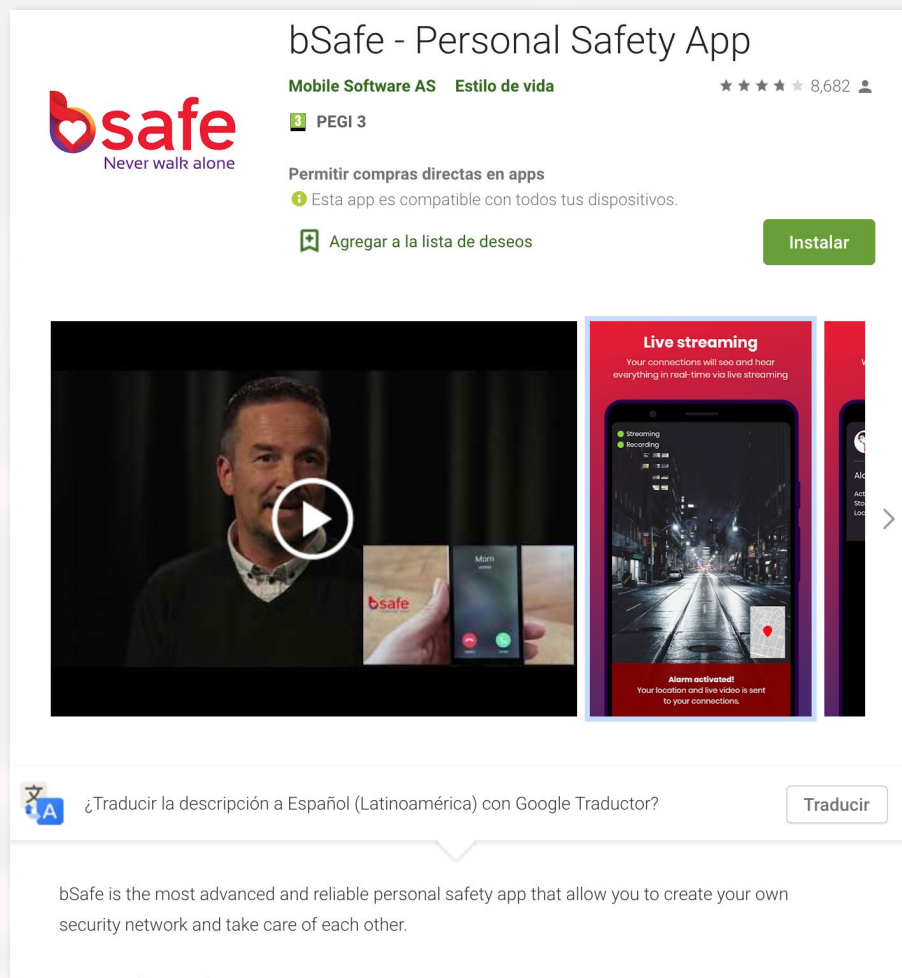 bSafe - Personal Safety App
Mobile Software AS Estilo de vida 8,682
3 PEGI 3
bsafe
Never walk alone
Permitir compras directas en apps
Esta app es compatible con todos tus dispositivos.
Agregar a la lista de deseos
Instalar
Live streaming
Your connections will see and hear
everything in real-time via live streaming
Streaming
Recording
Mom
bsafe
Alarm activated!
Your location and live video is sent
to your connections.
文A
¿Traducir la descripción a Español (Latinoamérica) con Google Traductor?
Traducir
bSafe is the most advanced and reliable personal safety app that allow you to create your own
security network and take care of each other.